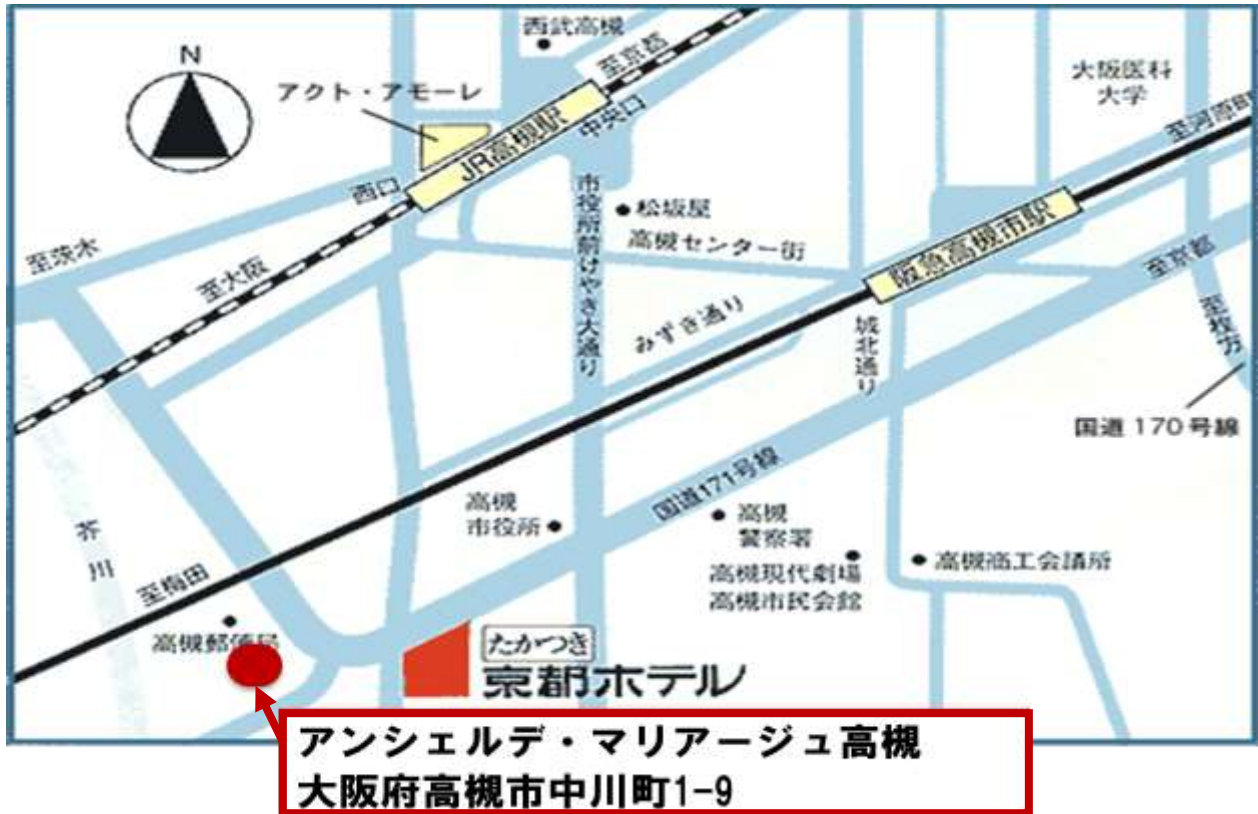 N
西武高槻
至京都
アクト・アモーレ
JR高槻駅
中央口
西口
大阪医科
大学
至河原町
至茨木
至大阪
市役所前けやき大通り
松坂屋
高槻センター街
阪急高槻市駅
至京都
至枚方
みずき通り
城北通り
国道170号線
国道171号線
高槻
市役所
高槻
警察署
高槻現代劇場
高槻市民会館
高槻商工会議所
芥川
至梅田
高槻郵便局
たかつき
京都ホテル
アンシェルデ・マリアージュ高槻
大阪府高槻市中川町1-9